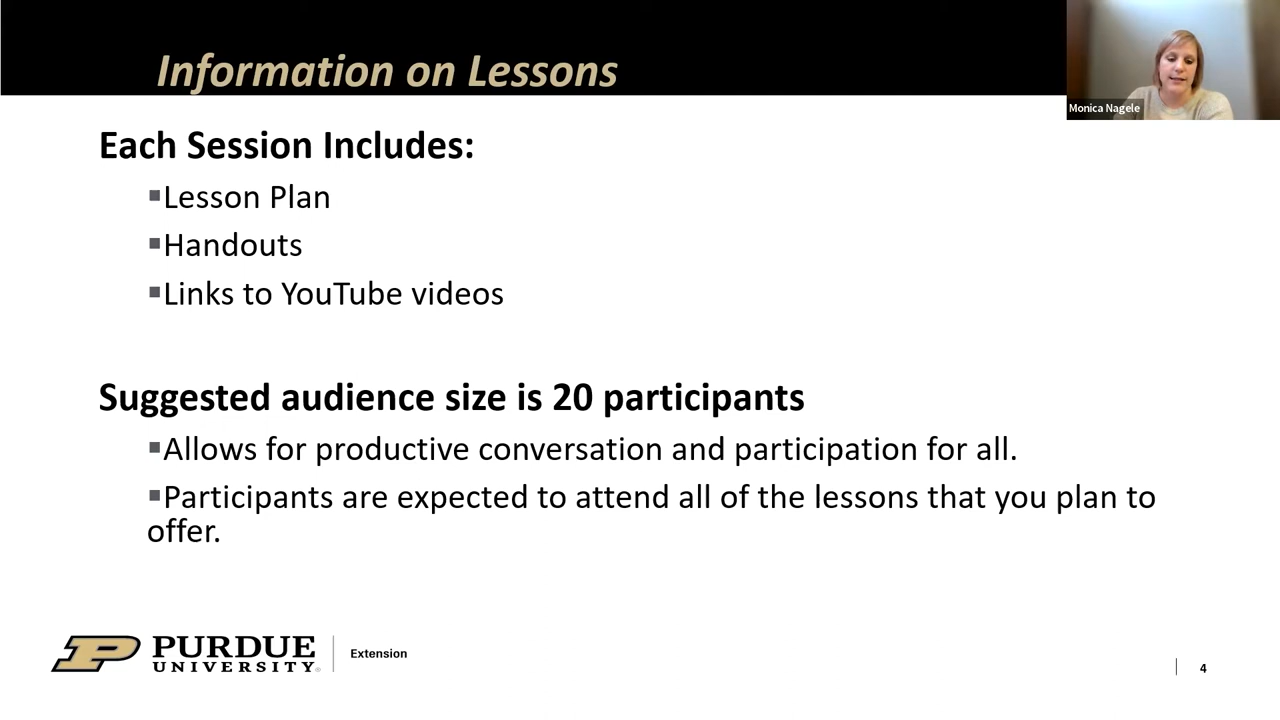 Information on Lessons
Monica Nagele
Each Session Includes:
▪Lesson Plan
▪Handouts
▪Links to YouTube videos
Suggested audience size is 20 participants
▪Allows for productive conversation and participation for all.
▪Participants are expected to attend all of the lessons that you plan to
offer.
PURDUE
UNIVERSITY®
Extension
4